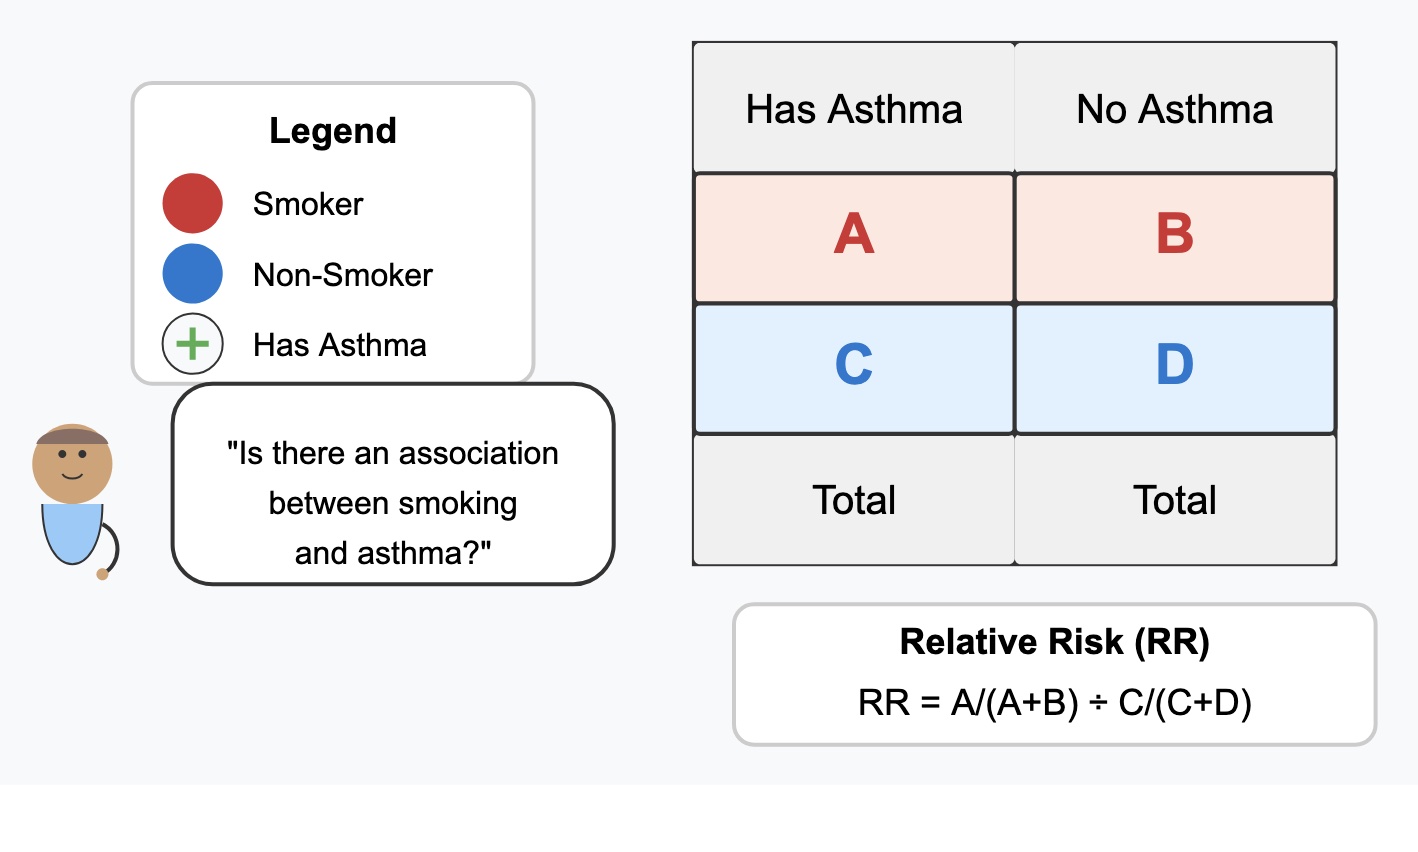 Legend
Smoker
Non-Smoker
Has Asthma
"Is there an association
between smoking
and asthma?"
Has Asthma No Asthma
A B
C D
Total Total
Relative Risk (RR)
RR = A/(A+B) ÷ C/(C+D)